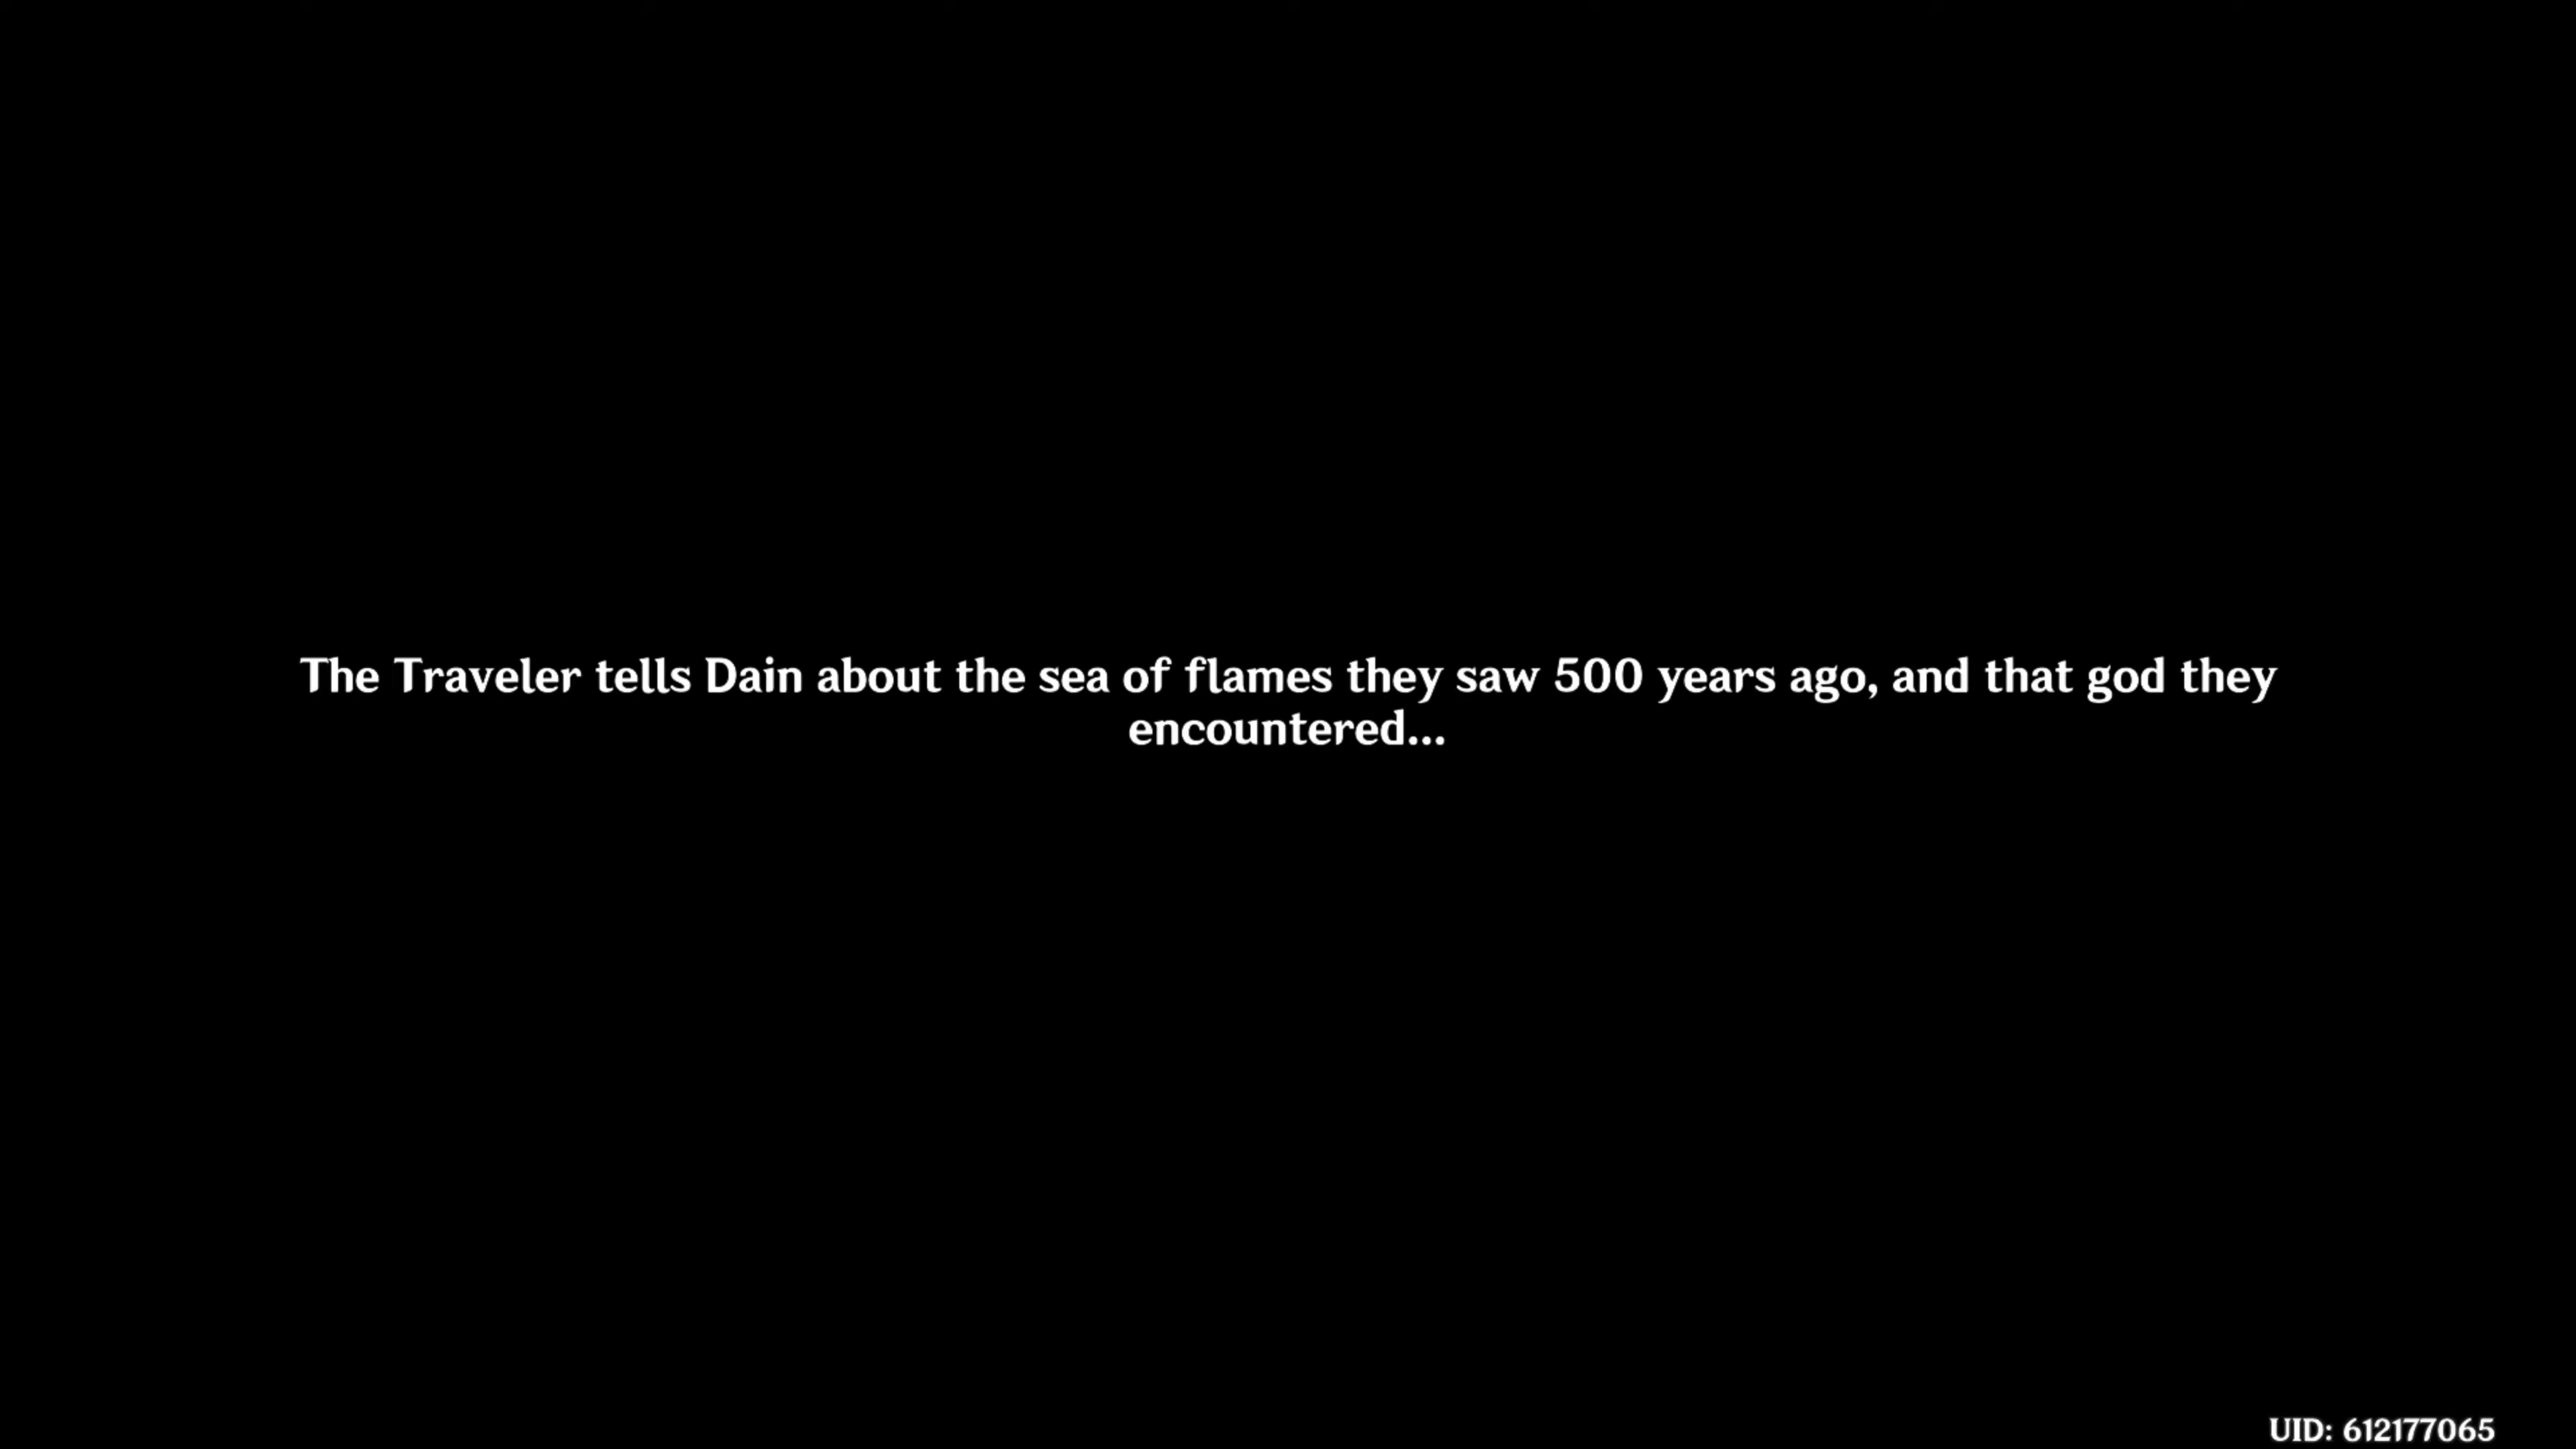 The Traveler tells Dain about the sea of flames they saw 500 years ago, and that god they
encountered...
UID: 612177065